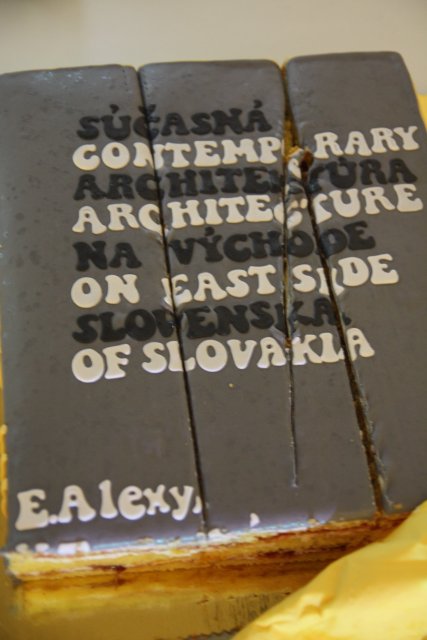 SÚČASNÁ
CONTEMPORARY
ARCHITEKTÚRA
ARCHITECTURE
NA VÝCHODE
ON EAST SIDE
SLOVENSKA.
OF SLOVAKIA
E.Alexy,